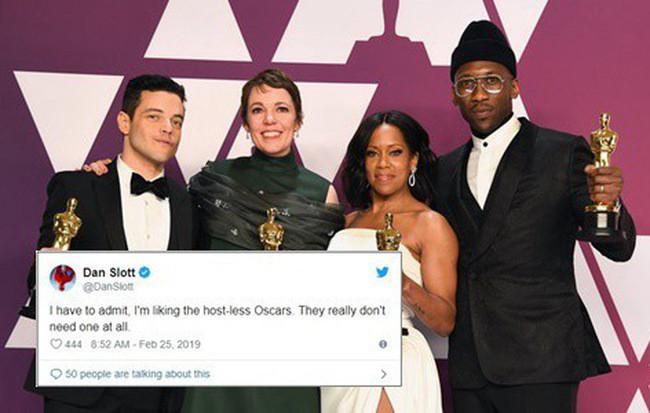 Dan Slott
@DanSlott
I have to admit, I'm liking the host-less Oscars. They really don't
need one at all.
444 8:52 AM - Feb 25, 2019
50 people are talking about this